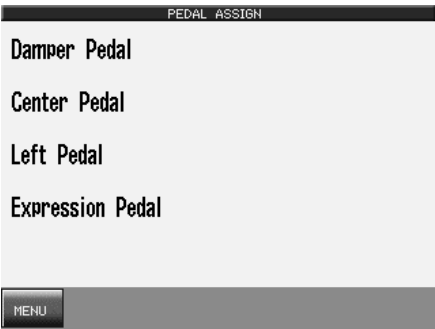 PEDAL ASSIGN
Damper Pedal
Center Pedal
Left Pedal
Expression Pedal
MENU